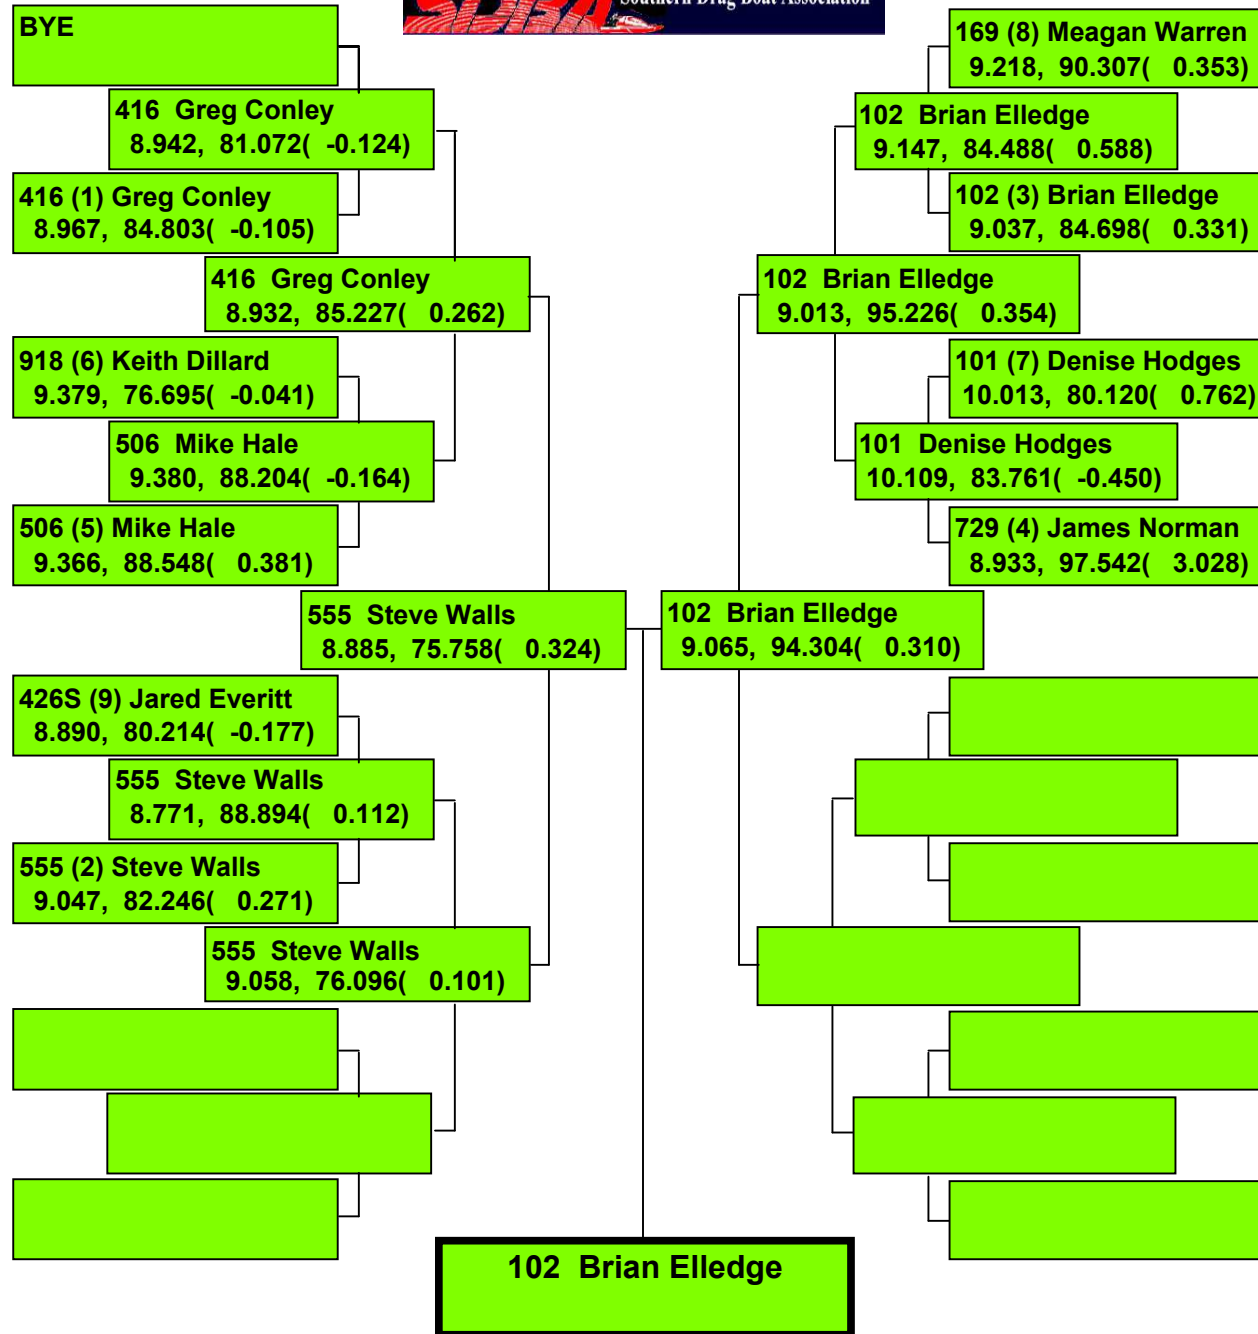 SDBA
Southern Drag Boat Association
BYE
416 Greg Conley
8.942, 81.072( -0.124)
416 (1) Greg Conley
8.967, 84.803( -0.105)
416 Greg Conley
8.932, 85.227( 0.262)
918 (6) Keith Dillard
9.379, 76.695( -0.041)
506 Mike Hale
9.380, 88.204( -0.164)
506 (5) Mike Hale
9.366, 88.548( 0.381)
555 Steve Walls
8.885, 75.758( 0.324)
426S (9) Jared Everitt
8.890, 80.214( -0.177)
555 Steve Walls
8.771, 88.894( 0.112)
555 (2) Steve Walls
9.047, 82.246( 0.271)
555 Steve Walls
9.058, 76.096( 0.101)
169 (8) Meagan Warren
9.218, 90.307( 0.353)
102 Brian Elledge
9.147, 84.488( 0.588)
102 (3) Brian Elledge
9.037, 84.698( 0.331)
102 Brian Elledge
9.013, 95.226( 0.354)
101 (7) Denise Hodges
10.013, 80.120( 0.762)
101 Denise Hodges
10.109, 83.761( -0.450)
729 (4) James Norman
8.933, 97.542( 3.028)
102 Brian Elledge
9.065, 94.304( 0.310)
102 Brian Elledge